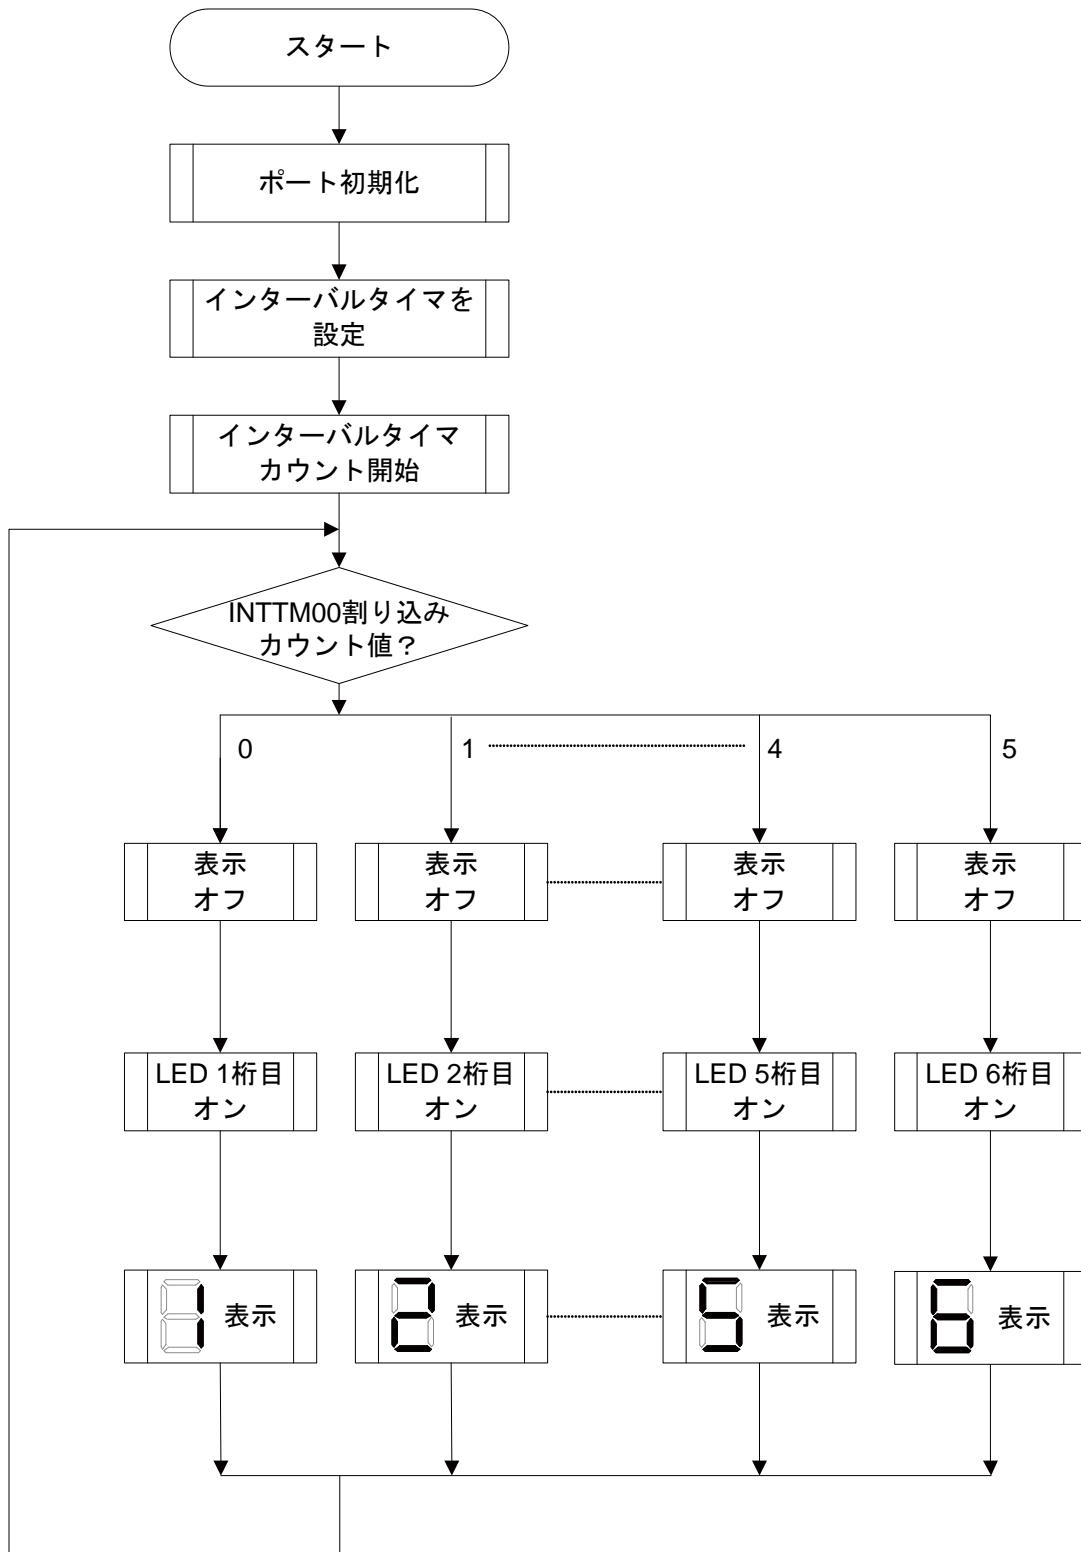 スタート
ポート初期化
インターバルタイマを
設定
インターバルタイマ
カウント開始
INTTM00割り込み
カウント値？
0
1
4
5
表示
オフ
表示
オフ
表示
オフ
表示
オフ
LED 1桁目
オン
LED 2桁目
オン
LED 5桁目
オン
LED 6桁目
オン
1 表示
2 表示
5 表示
6 表示